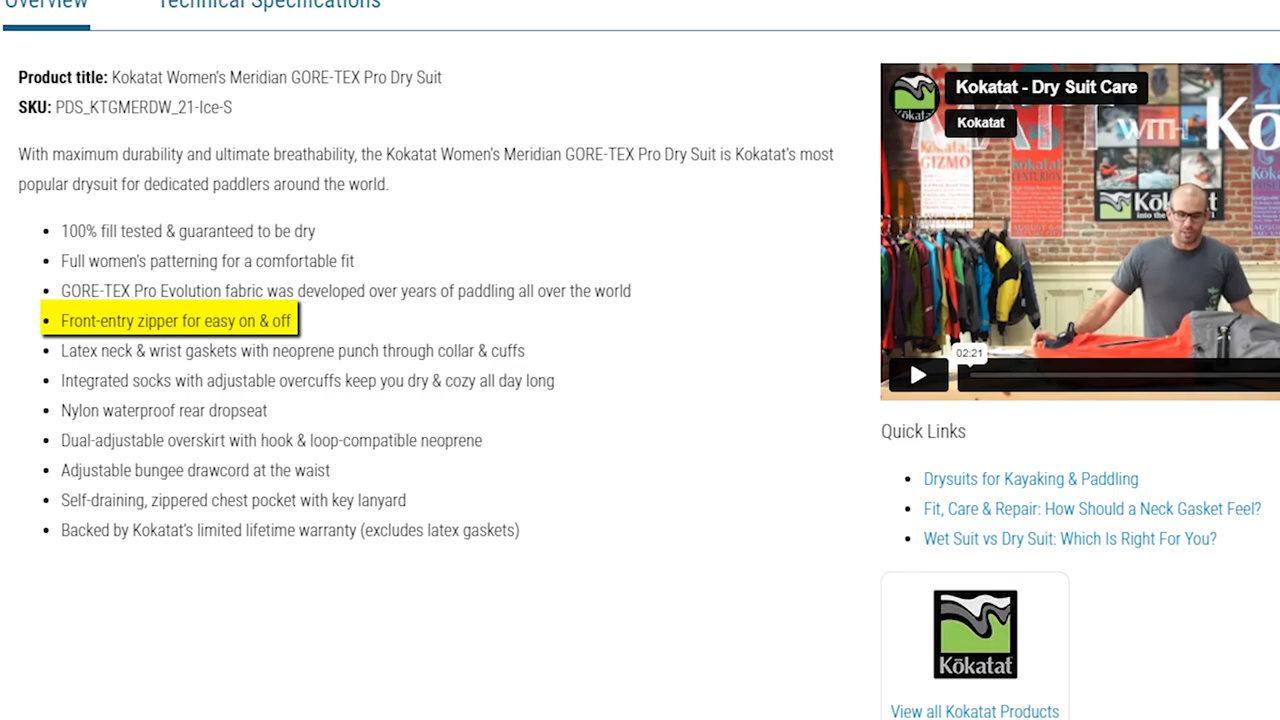 Overview Technical Specifications
Product title: Kokatat Women's Meridian GORE-TEX Pro Dry Suit
SKU: PDS_KTGMERDW_21-Ice-S
With maximum durability and ultimate breathability, the Kokatat Women's Meridian GORE-TEX Pro Dry Suit is Kokatat's most
popular drysuit for dedicated paddlers around the world.
100% fill tested & guaranteed to be dry
Full women's patterning for a comfortable fit
GORE-TEX Pro Evolution fabric was developed over years of paddling all over the world
Front-entry zipper for easy on & off
Latex neck & wrist gaskets with neoprene punch through collar & cuffs
Integrated socks with adjustable overcuffs keep you dry & cozy all day long
Nylon waterproof rear dropseat
Dual-adjustable overskirt with hook & loop-compatible neoprene
Adjustable bungee drawcord at the waist
Self-draining, zippered chest pocket with key lanyard
Backed by Kokatat's limited lifetime warranty (excludes latex gaskets)
Kokatat - Dry Suit Care
Kokatat
WITH Kō
GIZMO
02:21
Quick Links
Drysuits for Kayaking & Paddling
Fit, Care & Repair: How Should a Neck Gasket Feel?
Wet Suit vs Dry Suit: Which Is Right For You?
Kōkatat
View all Kokatat Products